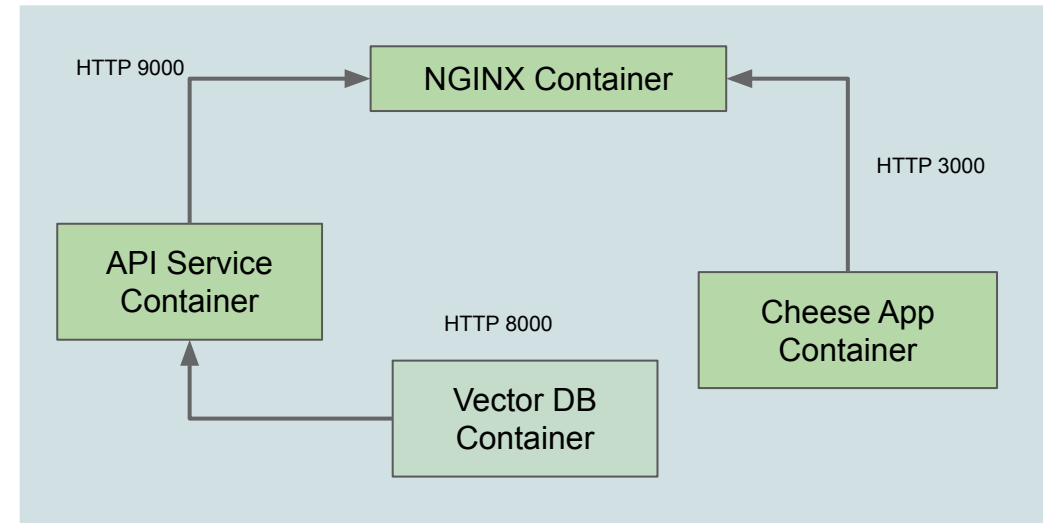 HTTP 9000
NGINX Container
HTTP 3000
API Service
Container
Cheese App
Container
HTTP 8000
Vector DB
Container